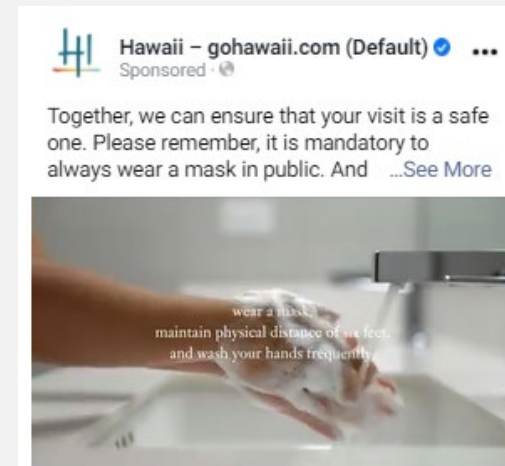 HI
Hawaii – gohawaii.com (Default)
Sponsored ·
Together, we can ensure that your visit is a safe
one. Please remember, it is mandatory to
always wear a mask in public. And ...See More
wear a mask,
maintain physical distance of six feet,
and wash your hands frequently.